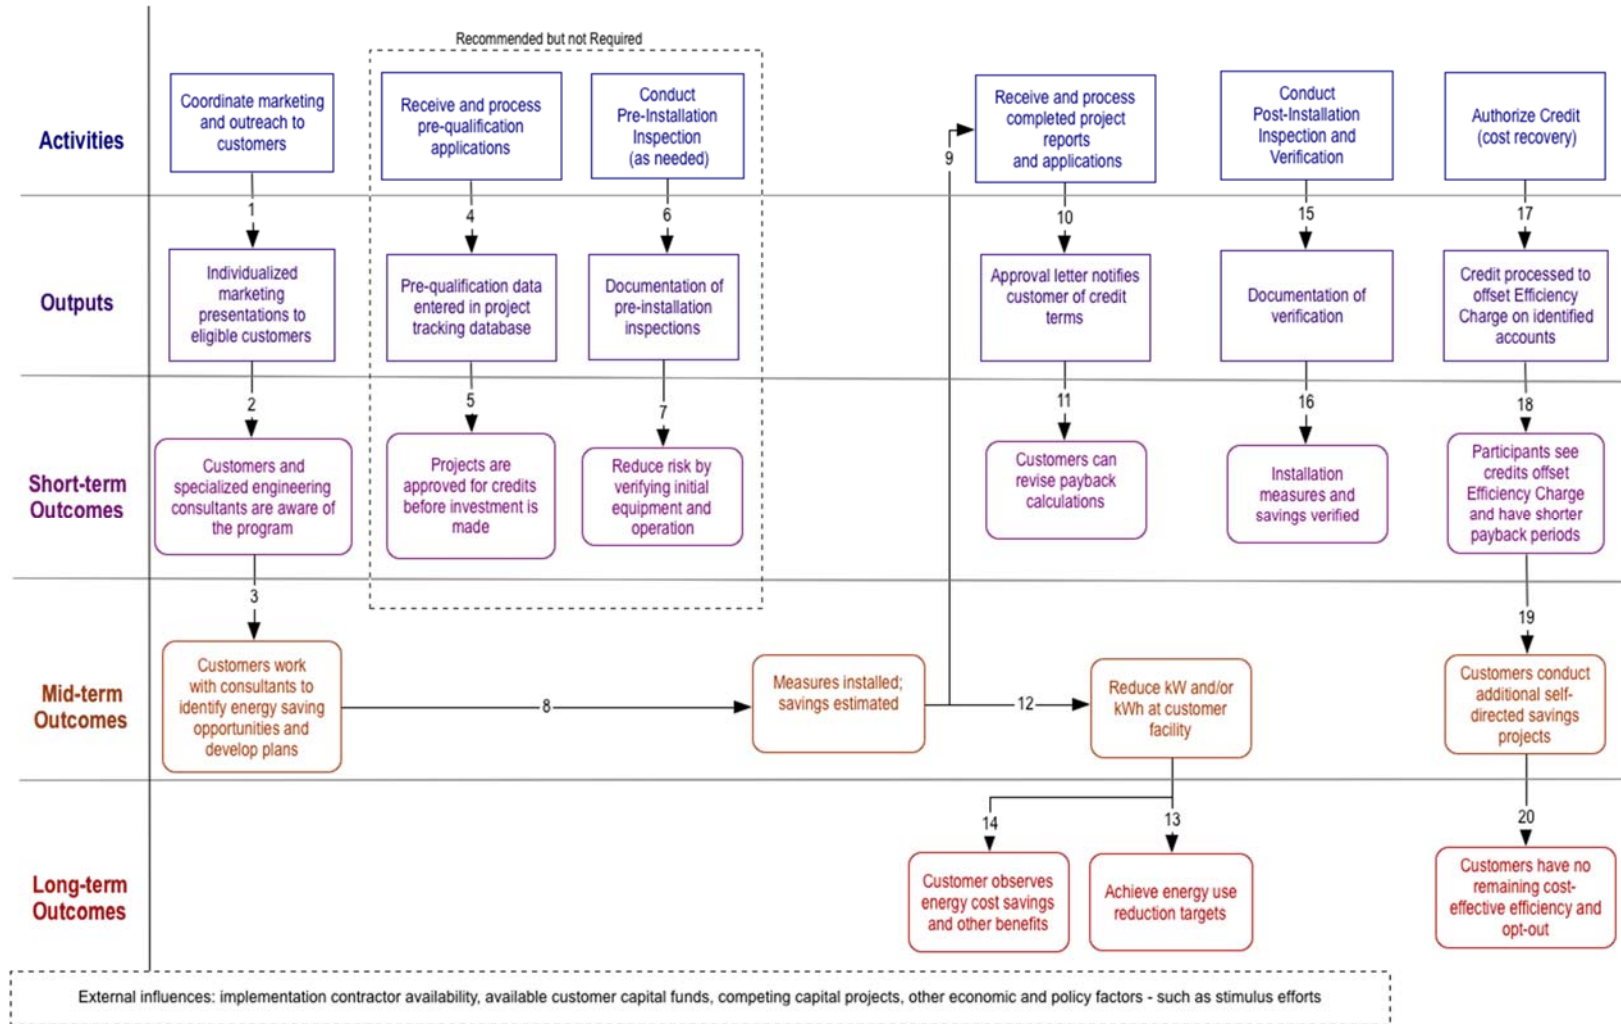 Recommended but not Required
Activities
Coordinate marketing
and outreach to
customers
Receive and process
pre-qualification
applications
Conduct
Pre-Installation
Inspection
(as needed)
Receive and process
completed project
reports
and applications
Conduct
Post-Installation
Inspection and
Verification
Authorize Credit
(cost recovery)
9
1
4
6
10
15
17
Outputs
Individualized
marketing
presentations to
eligible customers
Pre-qualification data
entered in project
tracking database
Documentation of
pre-installation
inspections
Approval letter notifies
customer of credit
terms
Documentation of
verification
Credit processed to
offset Efficiency
Charge on identified
accounts
2
5
7
11
16
18
Short-term
Outcomes
Customers and
specialized engineering
consultants are aware of
the program
Projects are
approved for credits
before investment is
made
Reduce risk by
verifying initial
equipment and
operation
Customers can
revise payback
calculations
Installation
measures and
savings verified
Participants see
credits offset
Efficiency Charge
and have shorter
payback periods
3
19
Mid-term
Outcomes
Customers work
with consultants to
identify energy saving
opportunities and
develop plans
8
Measures installed;
savings estimated
12
Reduce kW and/or
kWh at customer
facility
Customers conduct
additional self-
directed savings
projects
14
13
20
Long-term
Outcomes
Customer observes
energy cost savings
and other benefits
Achieve energy use
reduction targets
Customers have no
remaining cost-
effective efficiency and
opt-out
External influences: implementation contractor availability, available customer capital funds, competing capital projects, other economic and policy factors - such as stimulus efforts